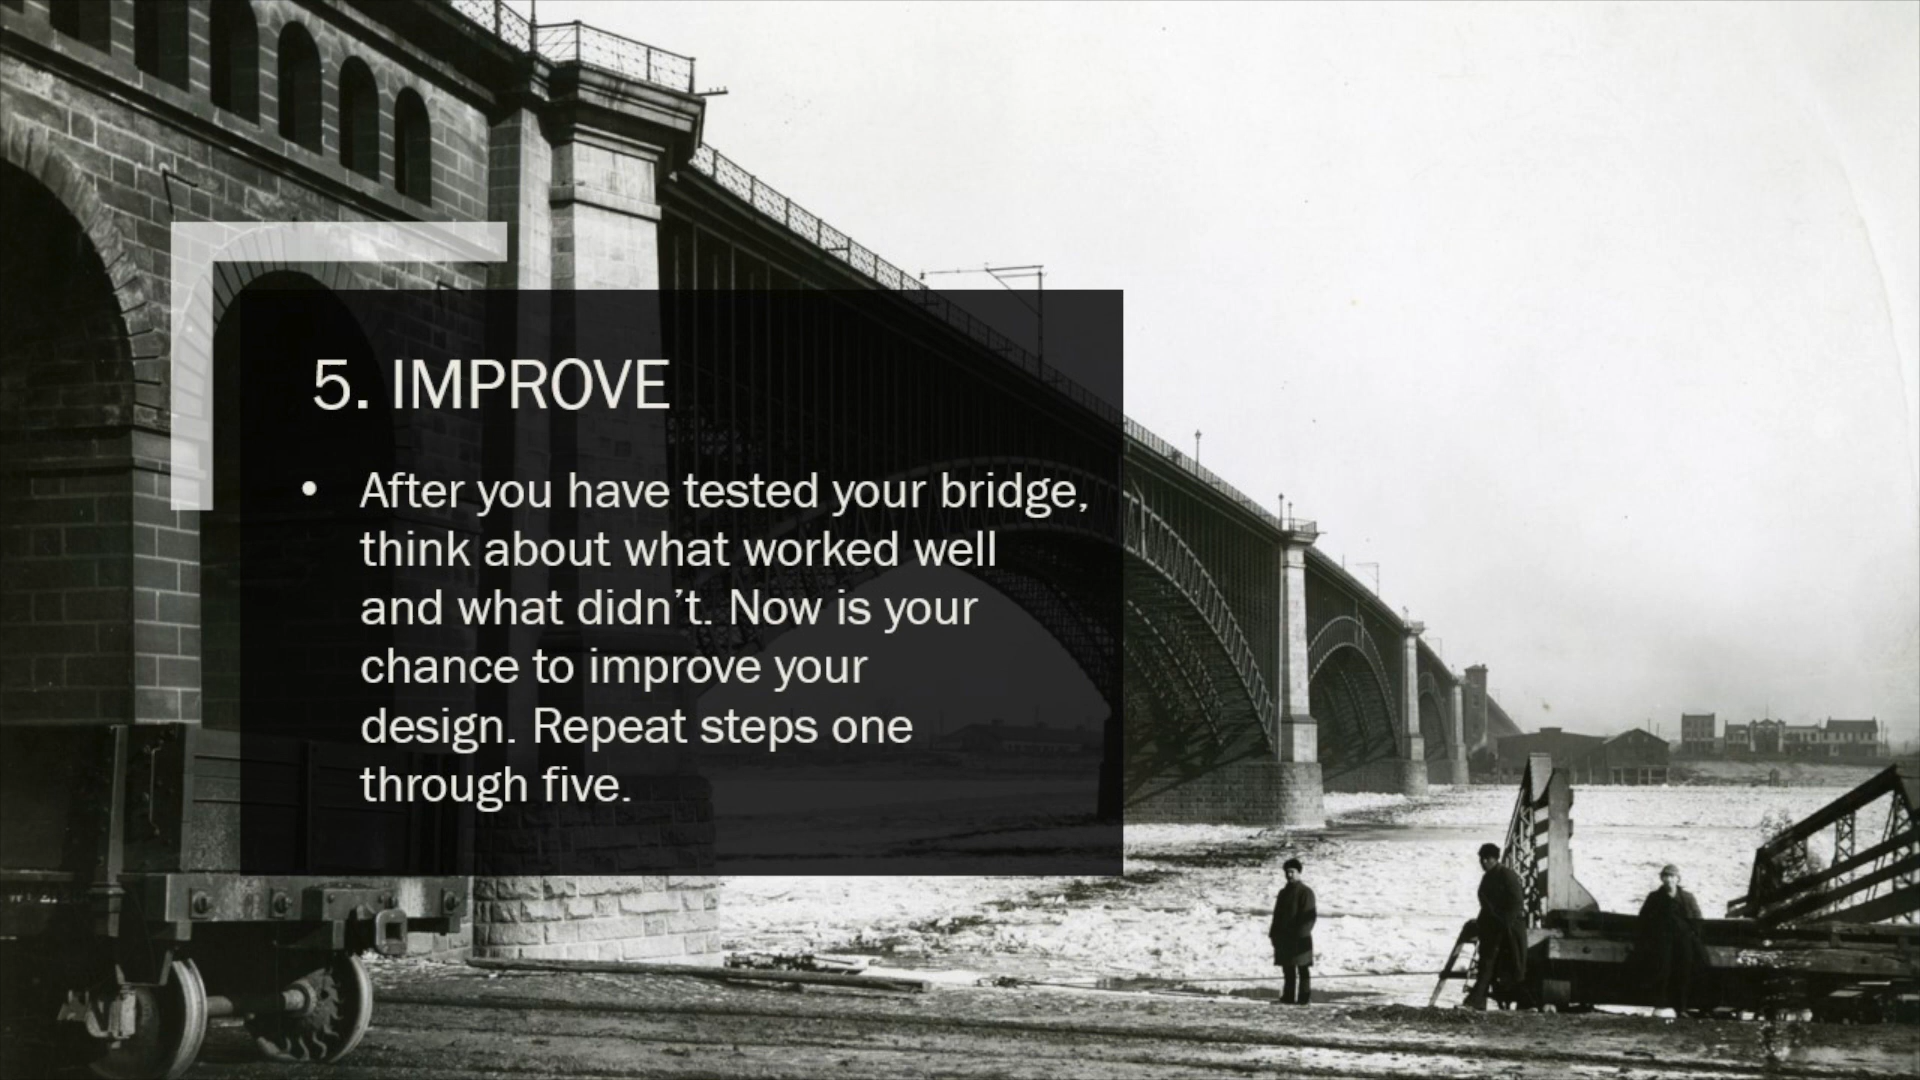 5. IMPROVE
• After you have tested your bridge,
think about what worked well
and what didn’t. Now is your
chance to improve your
design. Repeat steps one
through five.